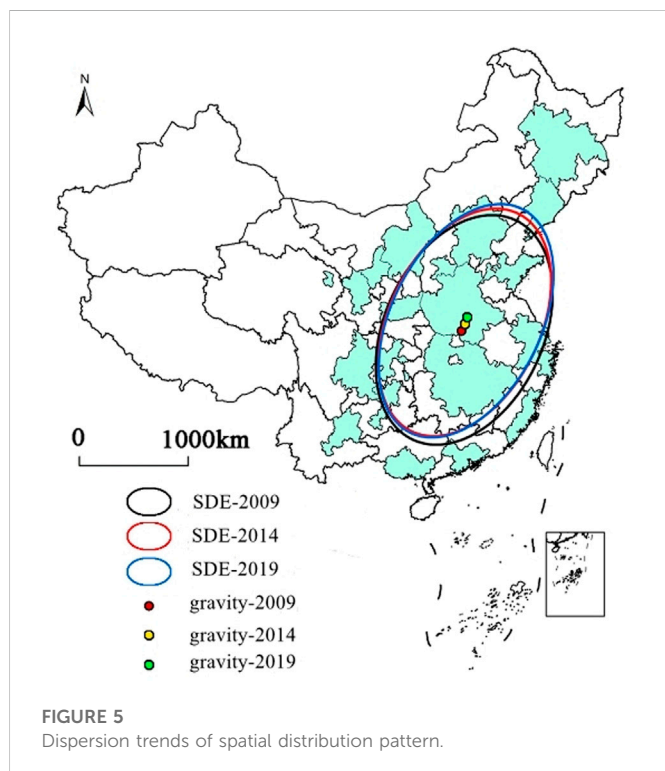 N
0 1000km
SDE-2009
SDE-2014
SDE-2019
gravity-2009
gravity-2014
gravity-2019
FIGURE 5
Dispersion trends of spatial distribution pattern.